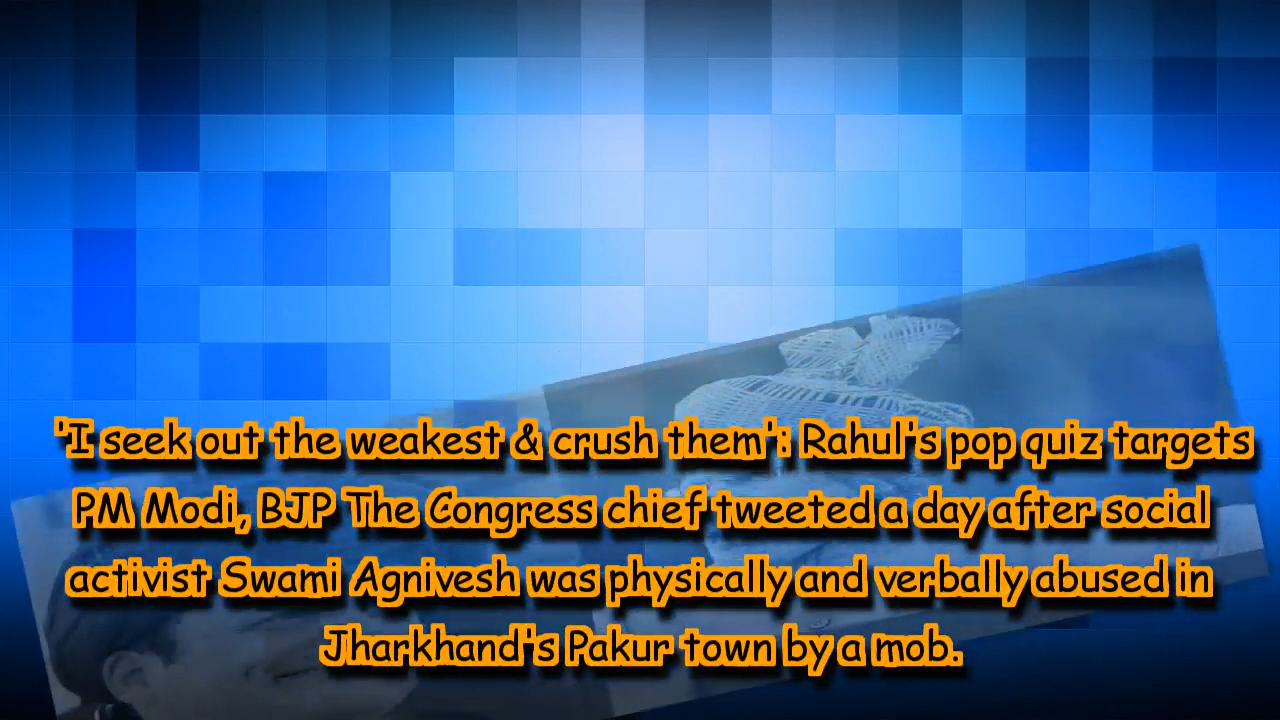 'I seek out the weakest & crush them': Rahul's pop quiz targets
PM Modi, BJP The Congress chief tweeted a day after social
activist Swami Agnivesh was physically and verbally abused in
Jharkhand's Pakur town by a mob.